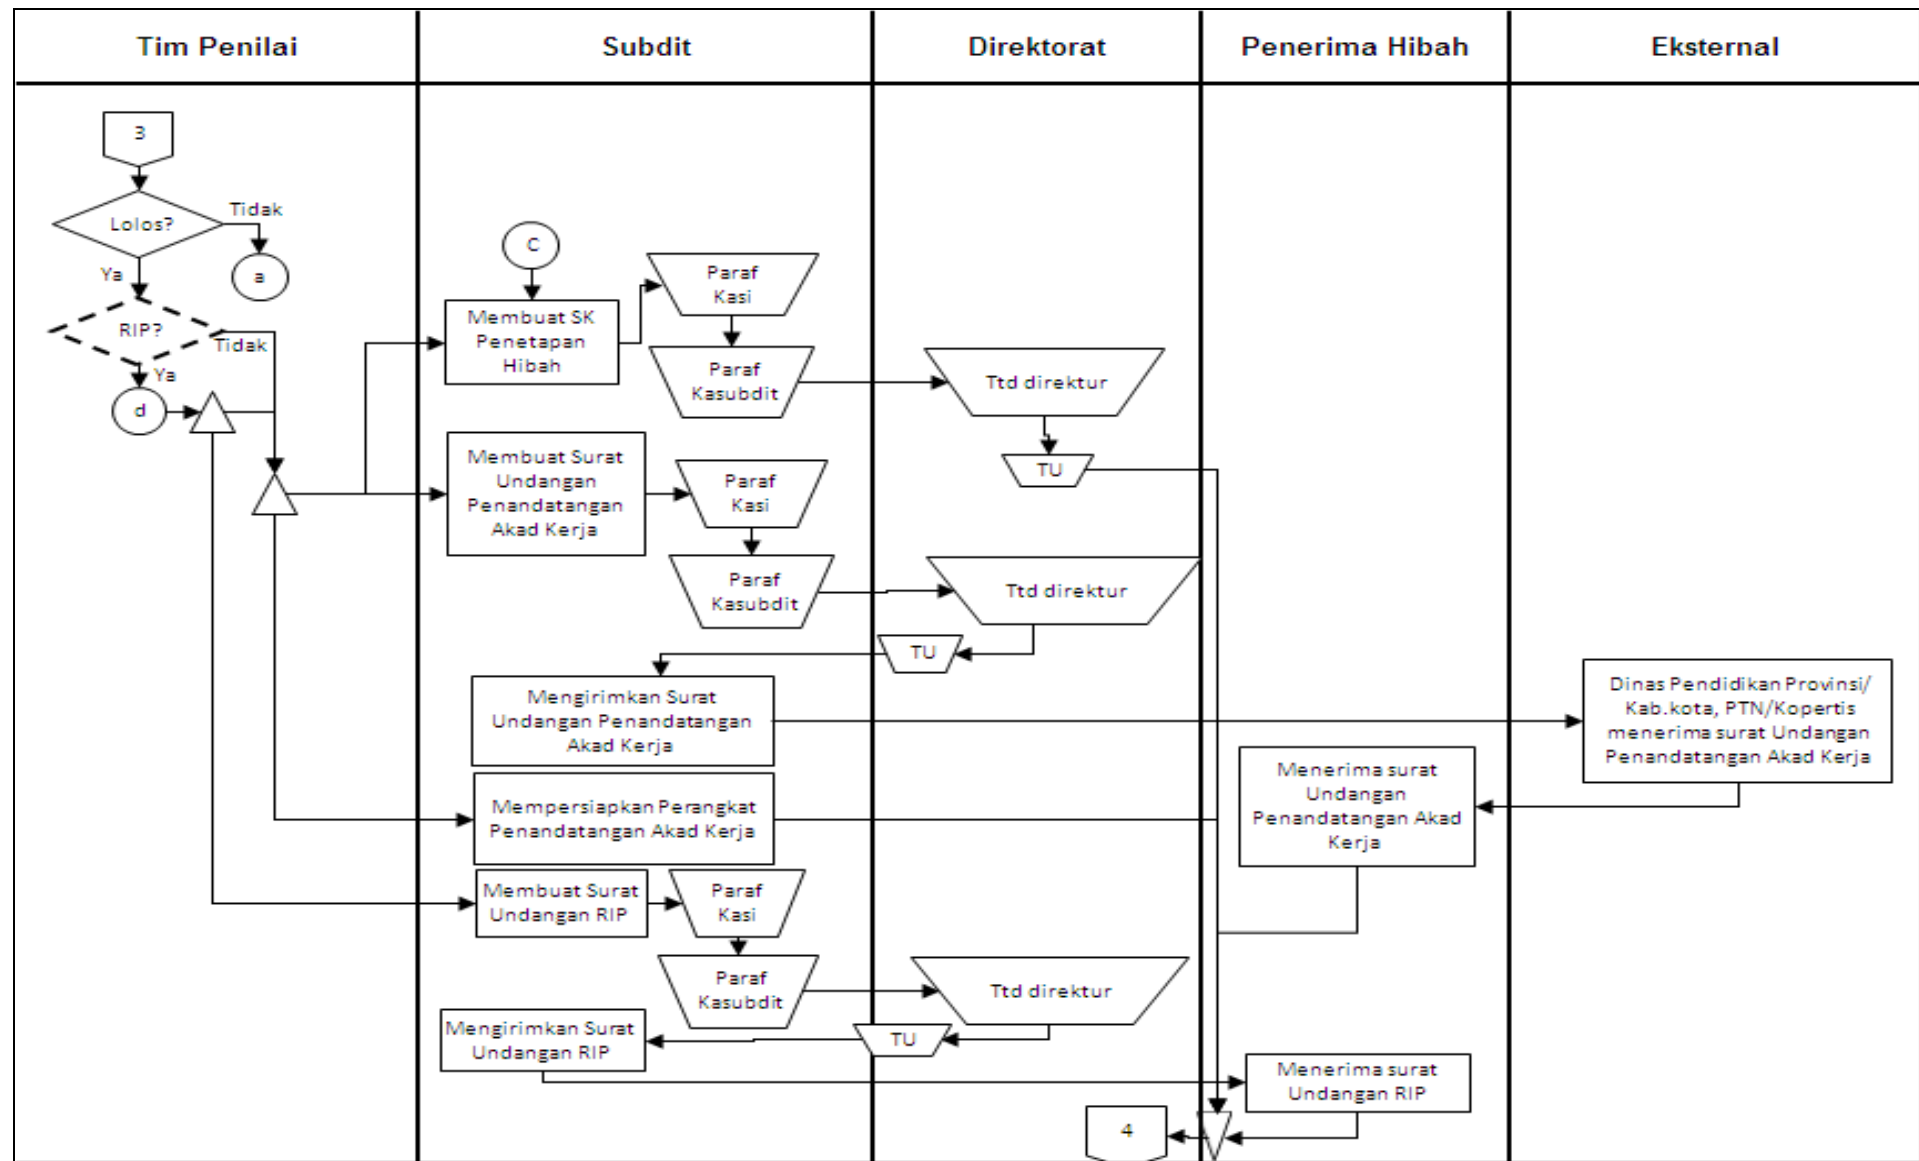 Tim Penilai
Subdit
Direktorat
Penerima Hibah
Eksternal
3
Lolos?
Tidak
a
Ya
RIP?
Tidak
Ya
d
C
Membuat SK
Penetapan
Hibah
Paraf
Kasi
Paraf
Kasubdit
Ttd direktur
TU
Membuat Surat
Undangan
Penandatangan
Akad Kerja
Paraf
Kasi
Paraf
Kasubdit
Ttd direktur
TU
Mengirimkan Surat
Undangan Penandatangan
Akad Kerja
Dinas Pendidikan Provinsi/
Kab.kota, PTN/Kopertis
menerima surat Undangan
Penandatangan Akad Kerja
Menerima surat
Undangan
Penandatangan Akad
Kerja
Mempersiapkan Perangkat
Penandatangan Akad Kerja
Membuat Surat
Undangan RIP
Paraf
Kasi
Paraf
Kasubdit
Ttd direktur
TU
Mengirimkan Surat
Undangan RIP
Menerima surat
Undangan RIP
4